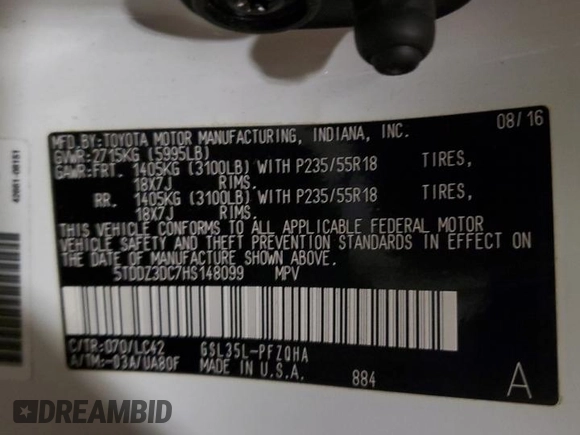 08/16
MFD.BY:TOYOTA MOTOR MANUFACTURING, INDIANA, INC.
GVWR:2715KG (5995LB)
GAWR:FRT. 1405KG (3100LB) WITH P235/55R18 TIRES,
18X7J RIMS.
RR. 1405KG (3100LB) WITH P235/55R18 TIRES,
18X7J RIMS.
THIS VEHICLE CONFORMS TO ALL APPLICABLE FEDERAL MOTOR
VEHICLE SAFETY AND THEFT PREVENTION STANDARDS IN EFFECT ON
THE DATE OF MANUFACTURE SHOWN ABOVE.
5TDDZ3DC7HS148099 MPV
C/TR:070/LC42 GSL35L-PFZQHA
A/TM:-03A/UA80F MADE IN U.S.A.
884 A
DREAMBID